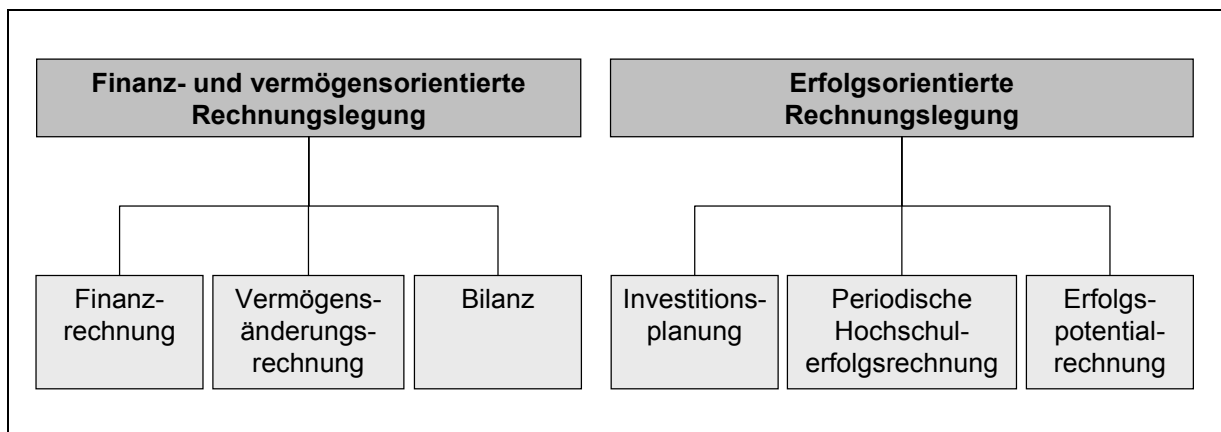 Finanz- und vermögensorientierte
Rechnungslegung
Erfolgsorientierte
Rechnungslegung
Finanz-
rechnung
Vermögens-
änderungs-
rechnung
Bilanz
Investitions-
planung
Periodische
Hochschul-
erfolgsrechnung
Erfolgs-
potential-
rechnung